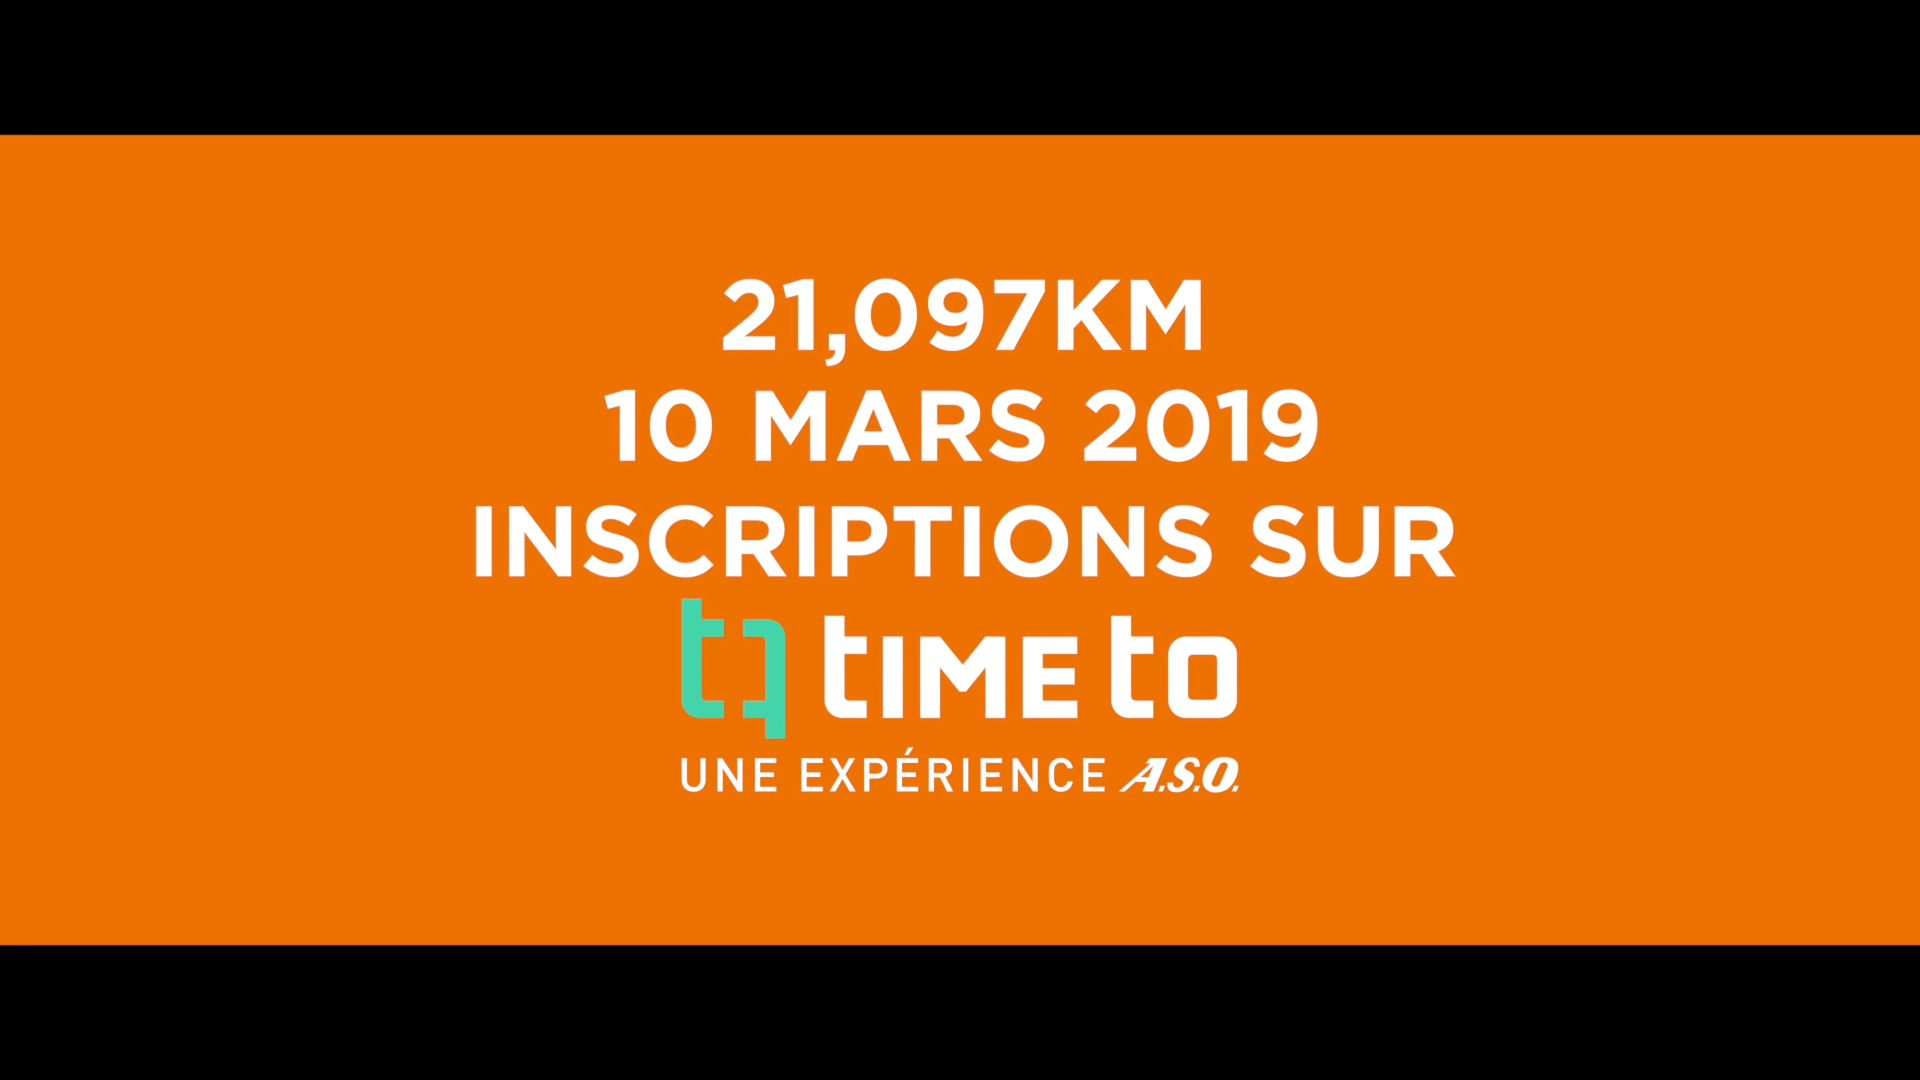 21,097KM
10 MARS 2019
INSCRIPTIONS SUR
tIME to
UNE EXPÉRIENCE A.S.O.